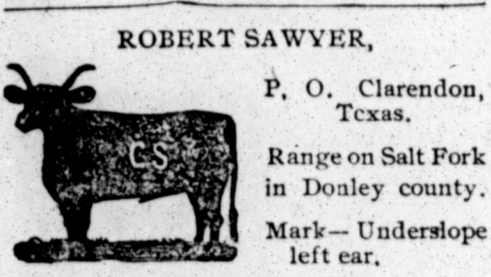 ROBERT SAWYER,
P. O. Clarendon,
Texas.
CS
Range on Salt Fork
in Donley county.
Mark— Underslope
left ear.